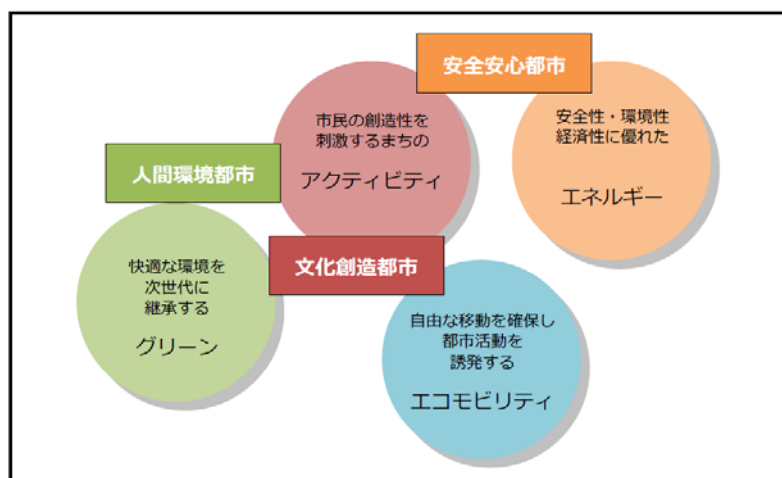 安全安心都市
市民の創造性を
刺激するまちの
アクティビティ
安全性・環境性
経済性に優れた
エネルギー
人間環境都市
快適な環境を
次世代に
継承する
グリーン
文化創造都市
自由な移動を確保し
都市活動を
誘発する
エコモビリティ